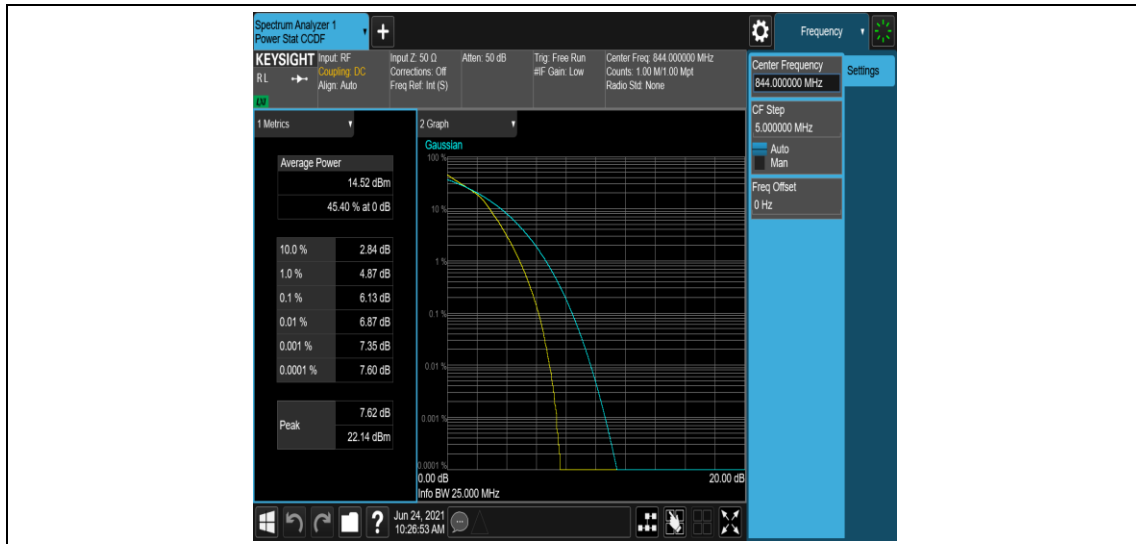 Spectrum Analyzer 1
Power Stat CCDF
+
Frequency
KEYSIGHT
RL
LXI
Input: RF
Coupling: DC
Align: Auto
Input Z: 50 Ω
Corrections: Off
Freq Ref: Int (S)
Atten: 50 dB
Trig: Free Run
#IF Gain: Low
Center Freq: 844.000000 MHz
Counts: 1.00 M/1.00 Mpt
Radio Std: None
Center Frequency
844.000000 MHz
Settings
CF Step
5.000000 MHz
Auto
Man
Freq Offset
0 Hz
1 Metrics
Average Power
14.52 dBm
45.40 % at 0 dB
10.0 % 2.84 dB
1.0 % 4.87 dB
0.1 % 6.13 dB
0.01 % 6.87 dB
0.001 % 7.35 dB
0.0001 % 7.60 dB
Peak
7.62 dB
22.14 dBm
2 Graph
Gaussian
100 %
10 %
1 %
0.1 %
0.01 %
0.001 %
0.0001 %
0.00 dB 20.00 dB
Info BW 25.000 MHz
?
Jun 24, 2021
10:26:53 AM